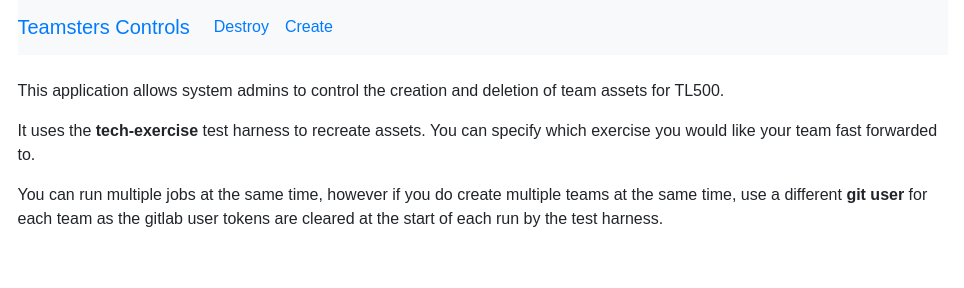 Teamsters Controls Destroy Create
This application allows system admins to control the creation and deletion of team assets for TL500.
It uses the tech-exercise test harness to recreate assets. You can specify which exercise you would like your team fast forwarded
to.
You can run multiple jobs at the same time, however if you do create multiple teams at the same time, use a different git user for
each team as the gitlab user tokens are cleared at the start of each run by the test harness.